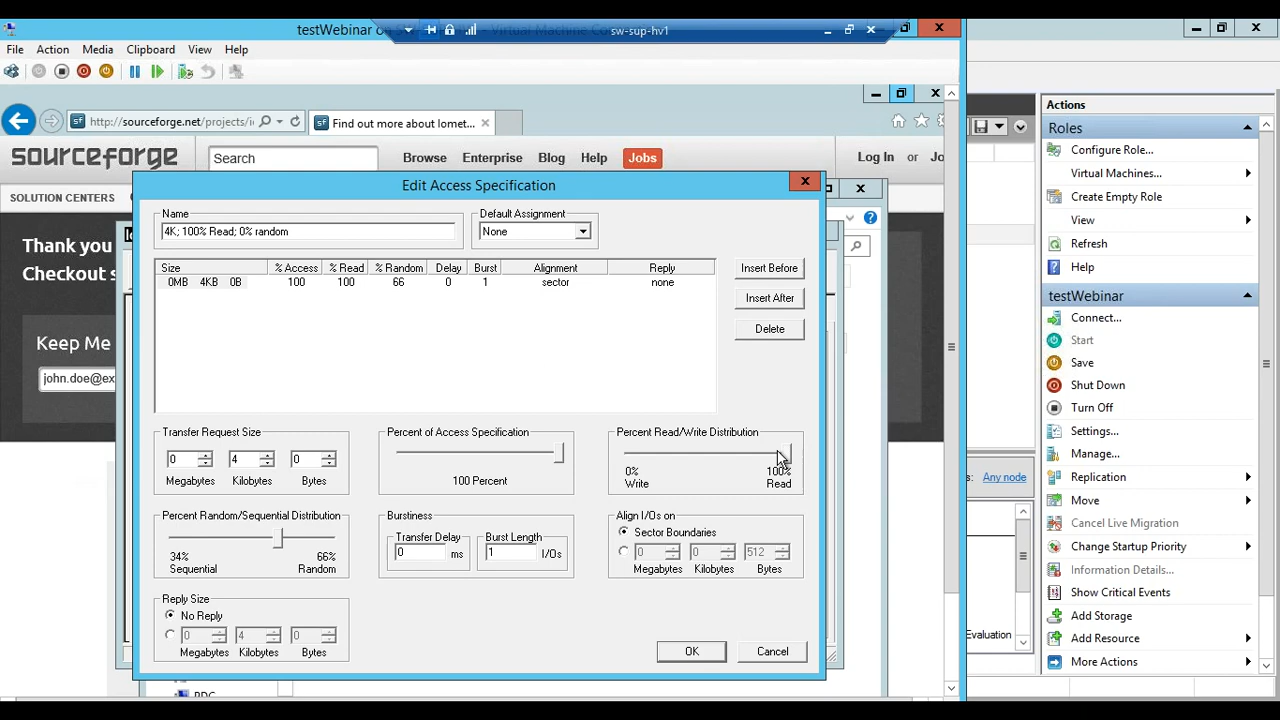 testWebinar on S
Virtual Machine Co
sw-sup-hv1
File Action Media Clipboard View Help
http://sourceforge.net/projects/i
Find out more about Iomet...
sourceforge
Search
Browse Enterprise Blog Help Jobs
Log In or Jo
SOLUTION CENTERS
Thank you
Checkout s
Keep Me
john.doe@ex
Edit Access Specification
Name
4K; 100% Read; 0% random
Default Assignment
None
Size % Access % Read % Random Delay Burst Alignment Reply
0MB 4KB 0B 100 100 66 0 1 sector none
Insert Before
Insert After
Delete
Transfer Request Size
0 4 0
Megabytes Kilobytes Bytes
Percent of Access Specification
100 Percent
Percent Read/Write Distribution
0% 100%
Write Read
Percent Random/Sequential Distribution
34% 66%
Sequential Random
Burstiness
Transfer Delay
0 ms
Burst Length
1 I/Os
Align I/Os on
Sector Boundaries
0 0 512
Megabytes Kilobytes Bytes
Reply Size
No Reply
0 4 0
Megabytes Kilobytes Bytes
OK Cancel
Actions
Roles
Configure Role...
Virtual Machines...
Create Empty Role
View
Refresh
Help
testWebinar
Connect...
Start
Save
Shut Down
Turn Off
Settings...
Manage...
Replication
Move
Cancel Live Migration
Change Startup Priority
Information Details...
Show Critical Events
Add Storage
Add Resource
More Actions
Any node
Evaluation